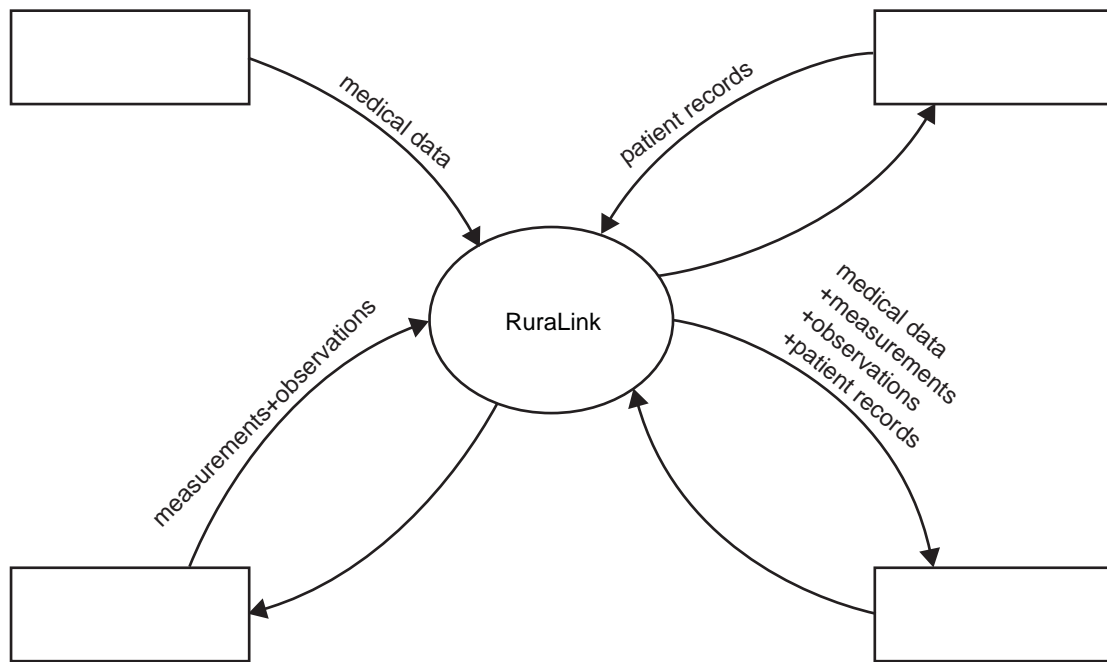 medical data
patient records
RuraLink
medical data
+measurements
+observations
+patient records
measurements+observations